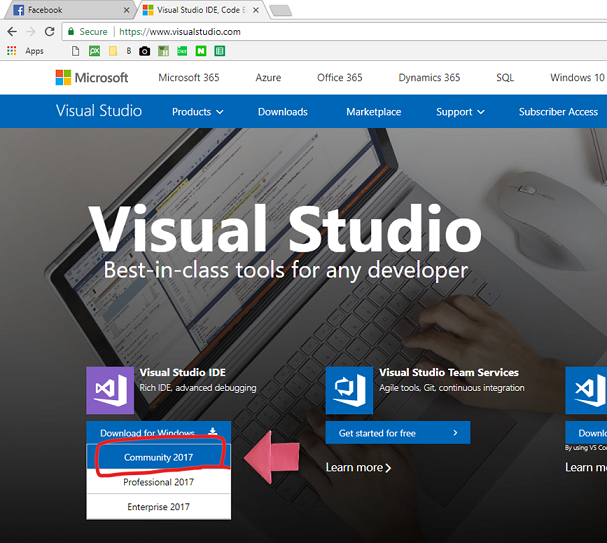 Facebook
Visual Studio IDE, Code E
Secure
https://www.visualstudio.com
Apps
B
Microsoft
Microsoft 365
Azure
Office 365
Dynamics 365
SQL
Windows 10
Visual Studio
Products
Downloads
Marketplace
Support
Subscriber Access
Visual Studio
Best-in-class tools for any developer
Visual Studio IDE
Rich IDE, advanced debugging
Download for Windows
Community 2017
Professional 2017
Enterprise 2017
Visual Studio Team Services
Agile tools, Git, continuous integration
Get started for free
Learn more
Downl
By using VS Co
Learn m